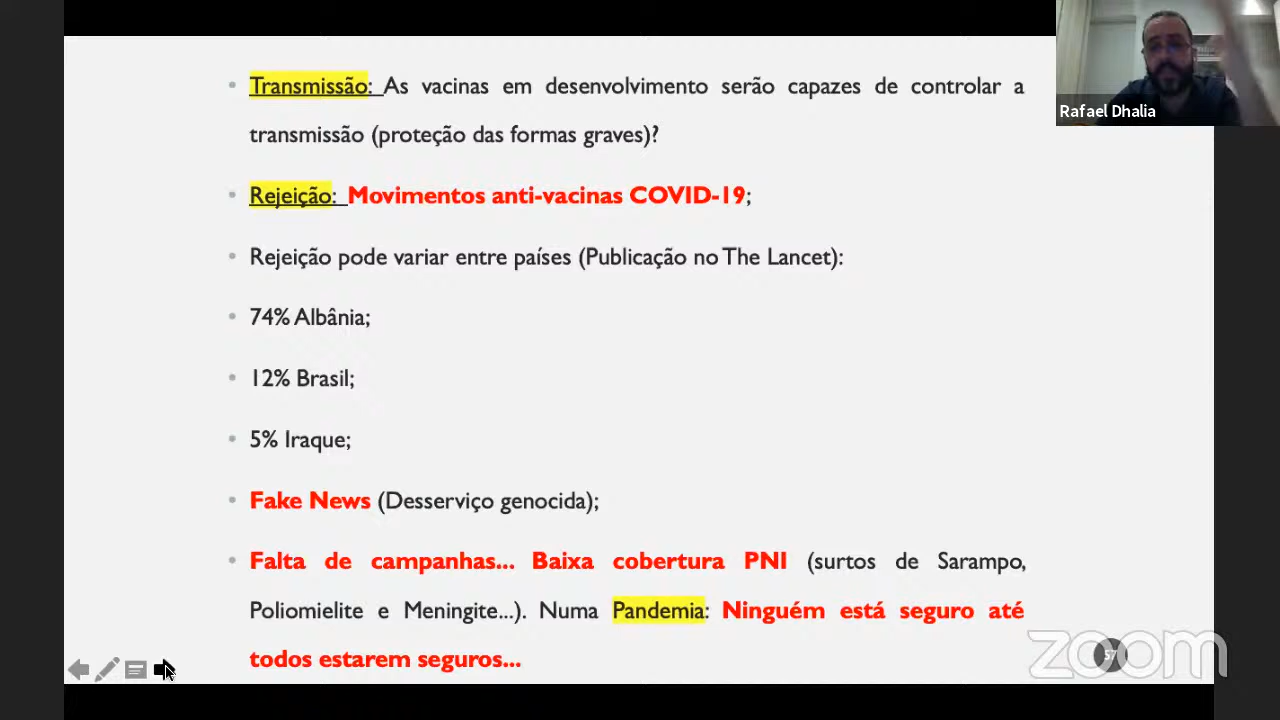 Transmissão: As vacinas em desenvolvimento serão capazes de controlar a
transmissão (proteção das formas graves)?
Rejeição: Movimentos anti-vacinas COVID-19;
Rejeição pode variar entre países (Publicação no The Lancet):
74% Albânia;
12% Brasil;
5% Iraque;
Fake News (Desserviço genocida);
Falta de campanhas... Baixa cobertura PNI (surtos de Sarampo,
Poliomielite e Meningite...). Numa Pandemia: Ninguém está seguro até
todos estarem seguros...
Rafael Dhalia
zoom
57